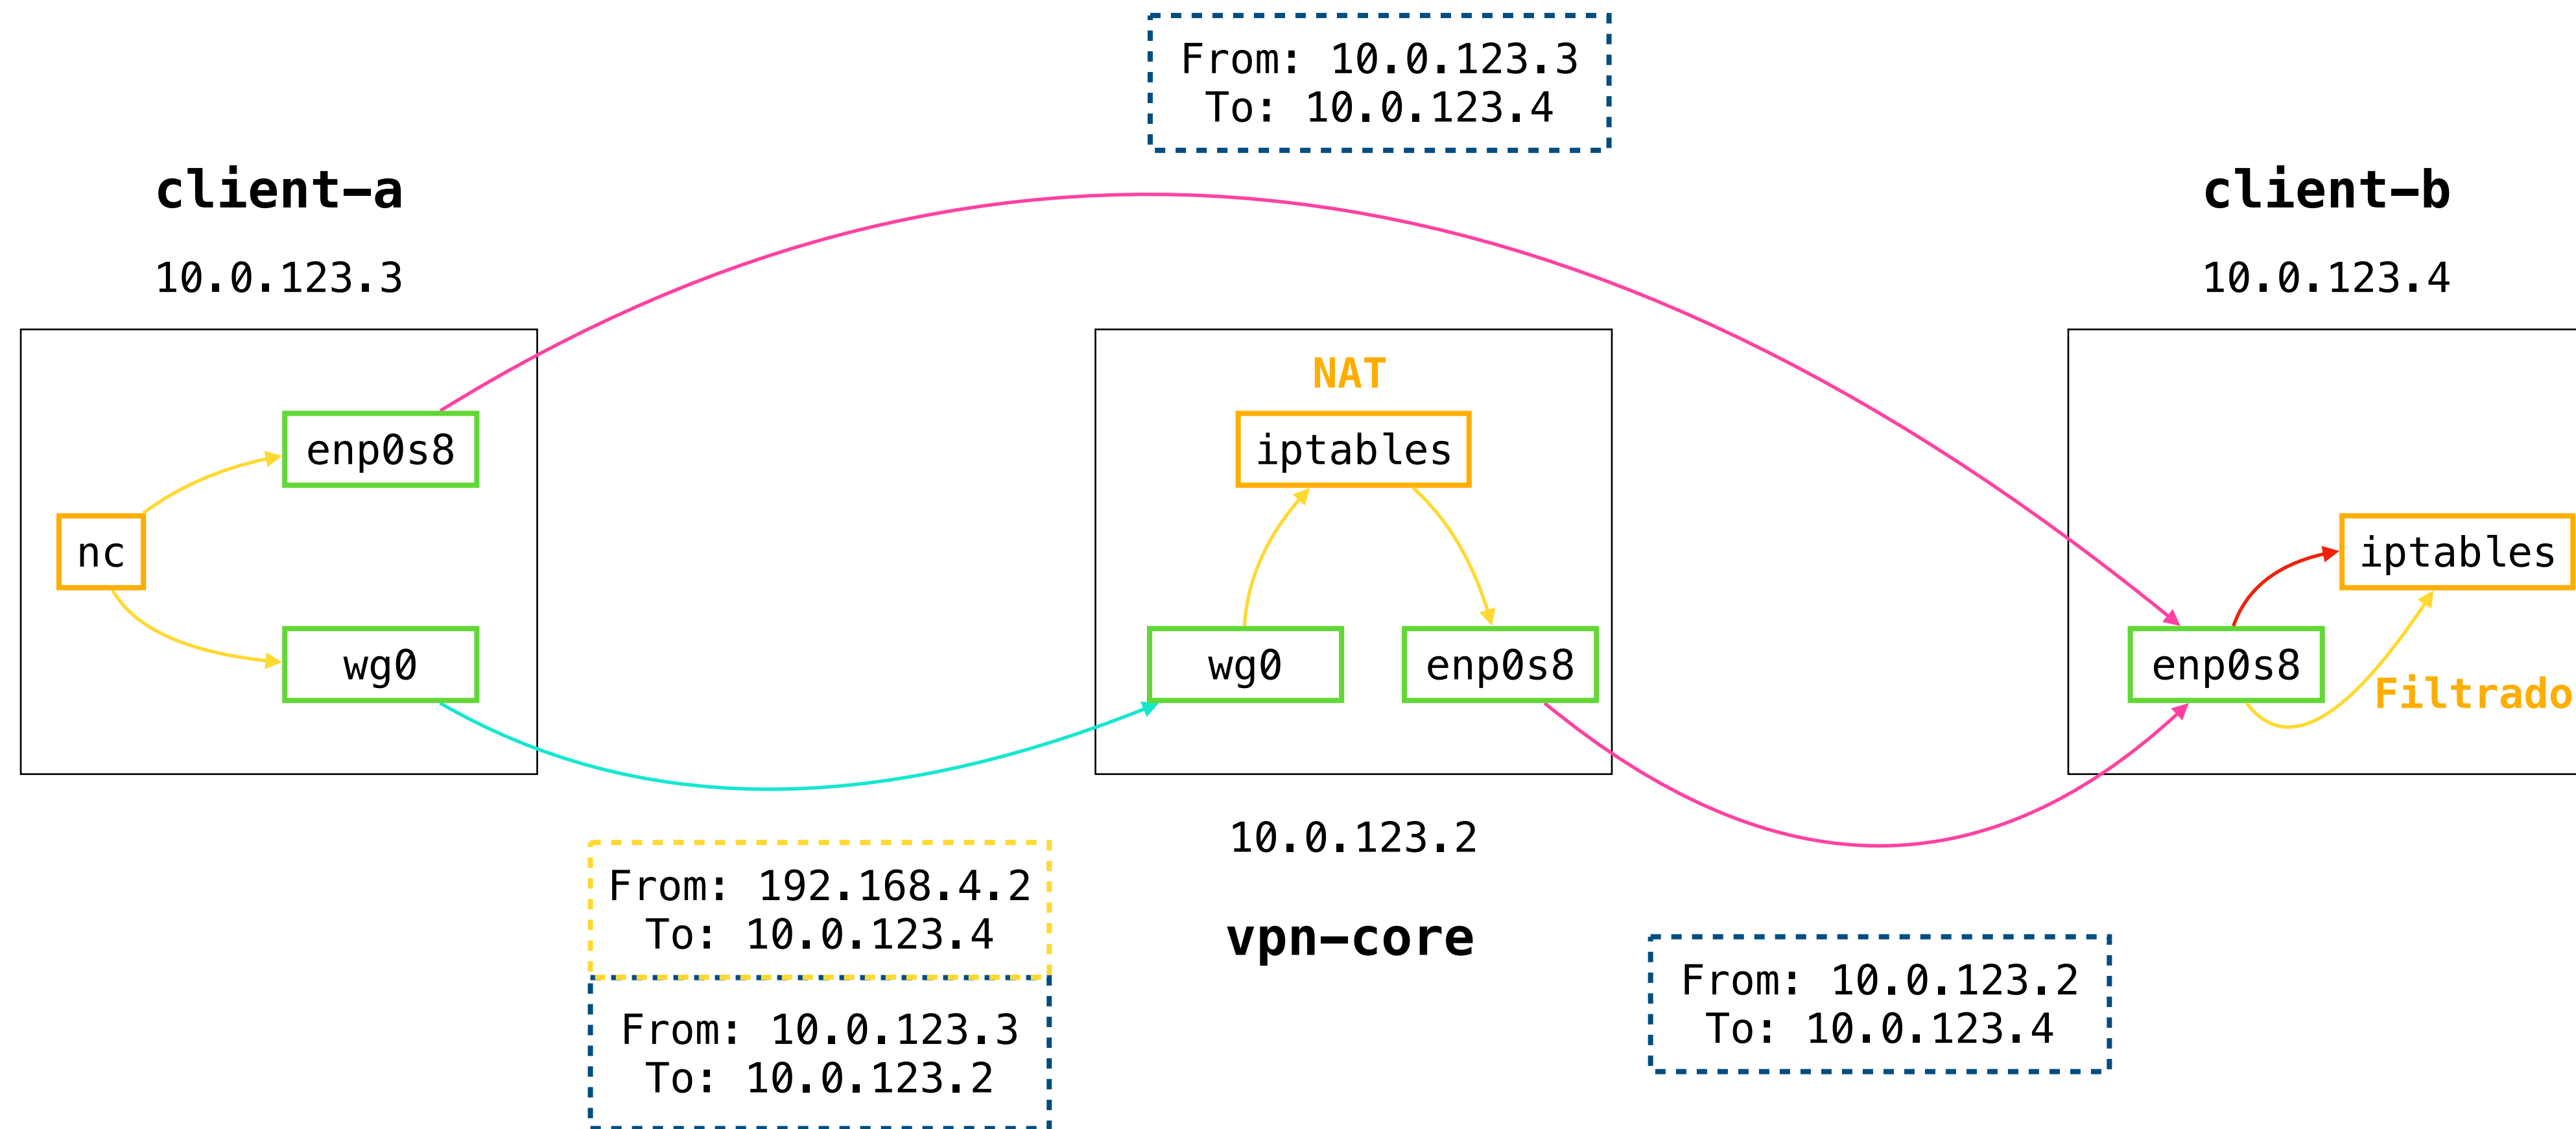 From: 10.0.123.3
To: 10.0.123.4
client-a
10.0.123.3
client-b
10.0.123.4
enp0s8
nc
wg0
NAT
iptables
wg0
enp0s8
iptables
enp0s8
Filtrado
10.0.123.2
vpn-core
From: 192.168.4.2
To: 10.0.123.4
From: 10.0.123.3
To: 10.0.123.2
From: 10.0.123.2
To: 10.0.123.4